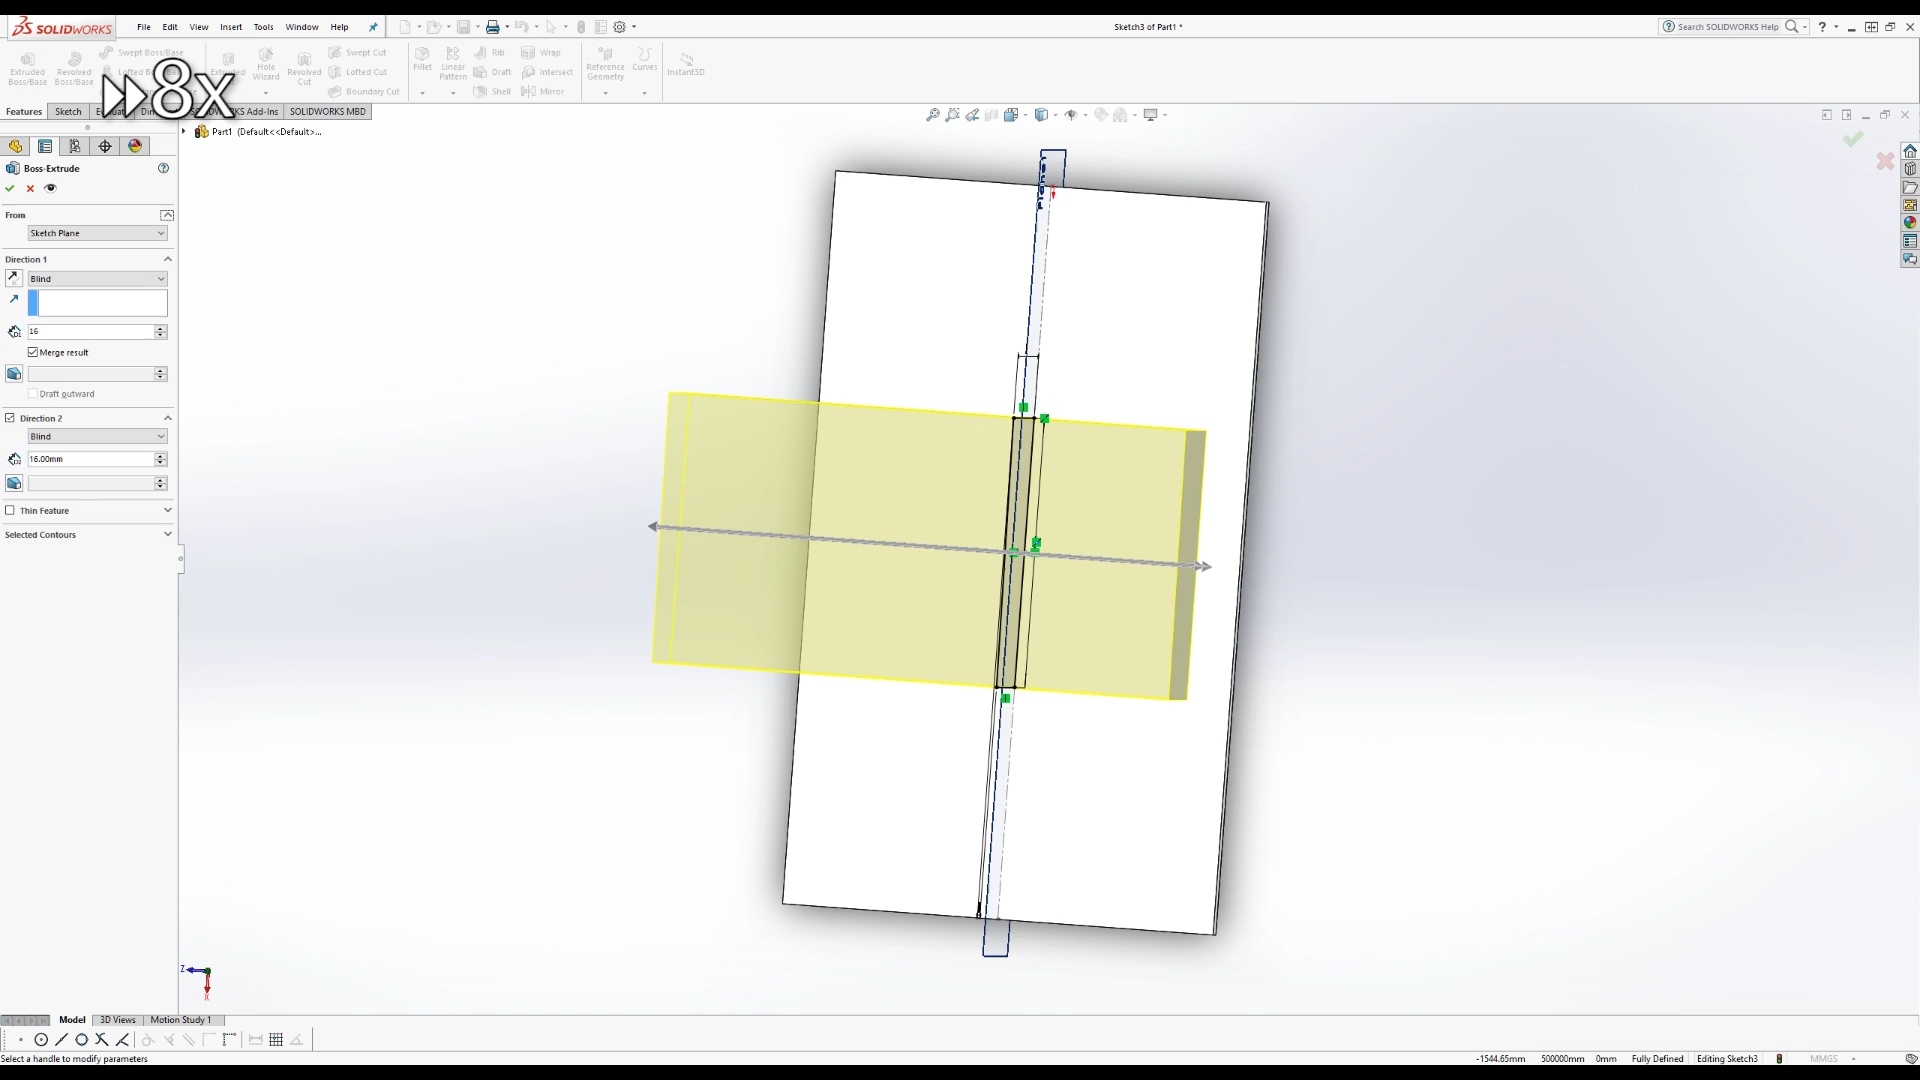 SOLIDWORKS
File Edit View Insert Tools Window Help
Sketch3 of Part1 *
Search SOLIDWORKS Help
Extruded Boss/Base
Revolved Boss/Base
Swept Boss/Base
Hole Wizard
Revolved Cut
Swept Cut
Lofted Cut
Boundary Cut
Fillet
Linear Pattern
Rib
Draft
Shell
Wrap
Intersect
Mirror
Reference Geometry
Curves
Instant3D
8x
Features Sketch SOLIDWORKS MBD
Part1 (Default<<Default>...
Boss-Extrude
From
Sketch Plane
Direction 1
Blind
16
Merge result
Draft outward
Direction 2
Blind
16.00mm
Thin Feature
Selected Contours
Plane1
Z
X
Model 3D Views Motion Study 1
Select a handle to modify parameters
-1544.65mm 500000mm 0mm Fully Defined Editing Sketch3 MMGS